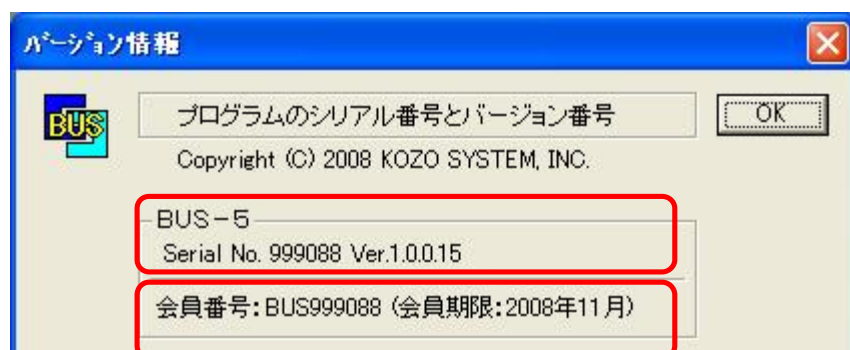 バージョン情報
BUS
プログラムのシリアル番号とバージョン番号
OK
Copyright (C) 2008 KOZO SYSTEM, INC.
BUS-5
Serial No. 999088 Ver.1.0.0.15
会員番号:BUS999088 (会員期限:2008年11月)